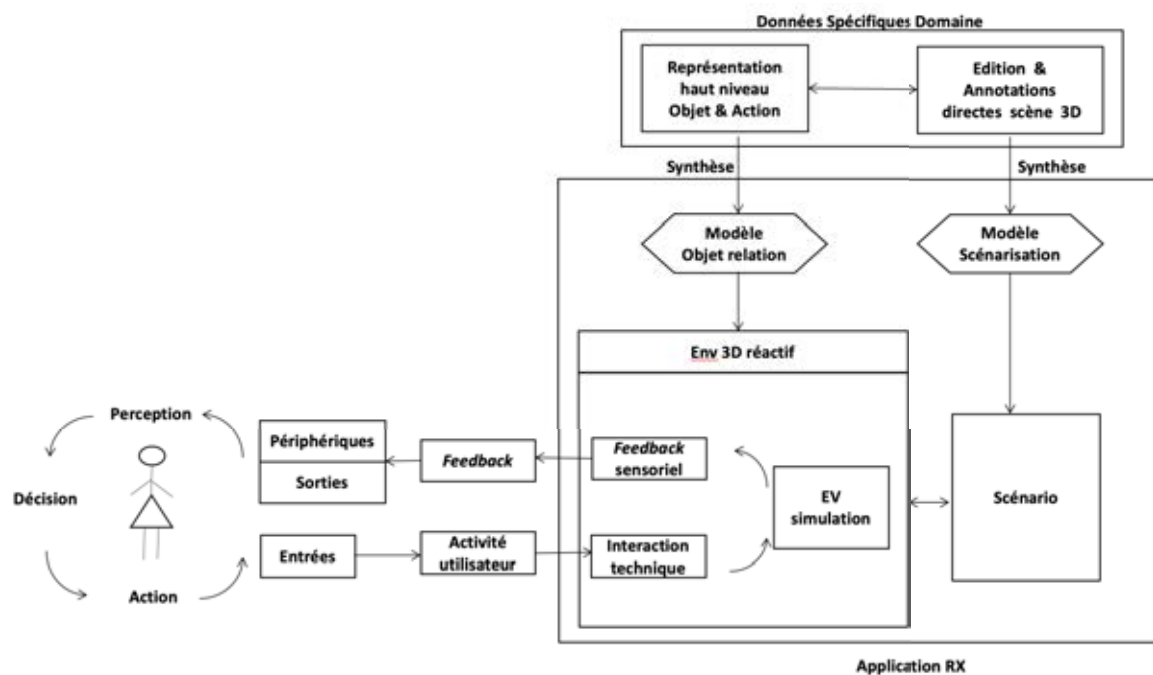 Données Spécifiques Domaine
Représentation
haut niveau
Objet & Action
Edition &
Annotations
directes scène 3D
Synthèse
Synthèse
Modèle
Objet relation
Modèle
Scénarisation
Env 3D réactif
Perception
Périphériques
Sorties
Feedback
Feedback
sensoriel
Décision
EV
simulation
Scénario
Entrées
Activité
utilisateur
Interaction
technique
Action
Application RX